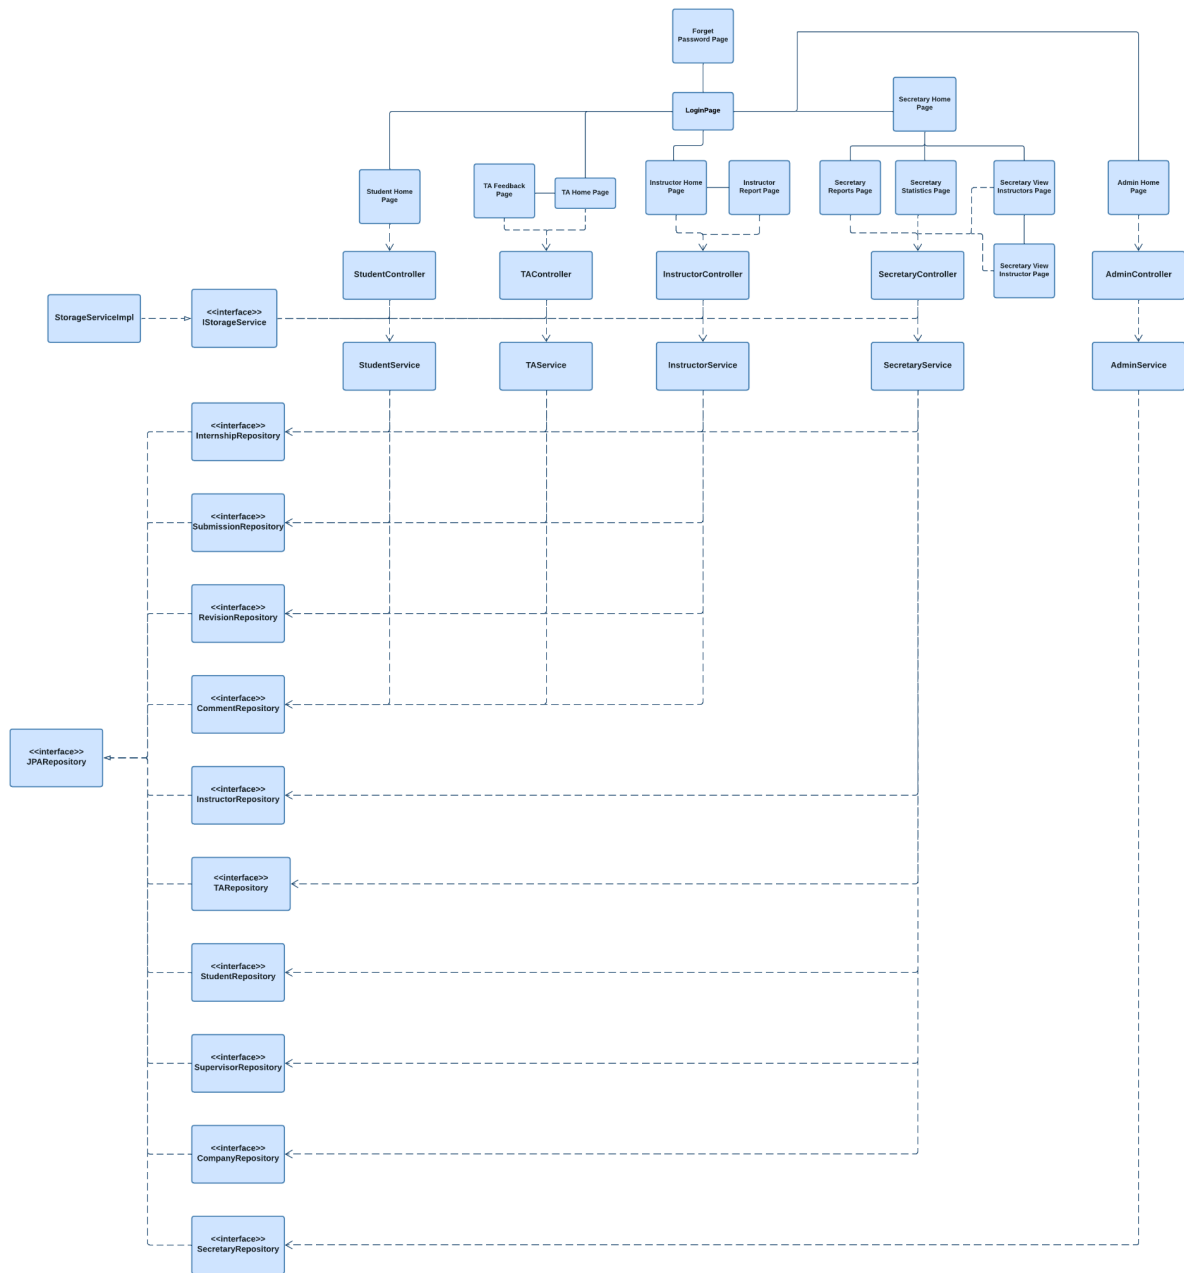 Forget
Password Page
LoginPage
Secretary Home
Page
Student Home
Page
TA Feedback
Page
TA Home Page
Instructor Home
Page
Instructor
Report Page
Secretary
Reports Page
Secretary
Statistics Page
Secretary View
Instructors Page
Admin Home
Page
Secretary View
Instructor Page
StudentController
TAController
InstructorController
SecretaryController
AdminController
StorageServiceImpl
<<interface>>
IStorageService
StudentService
TAService
InstructorService
SecretaryService
AdminService
<<interface>>
InternshipRepository
<<interface>>
SubmissionRepository
<<interface>>
RevisionRepository
<<interface>>
CommentRepository
<<interface>>
JPARepository
<<interface>>
InstructorRepository
<<interface>>
TARepository
<<interface>>
StudentRepository
<<interface>>
SupervisorRepository
<<interface>>
CompanyRepository
<<interface>>
SecretaryRepository